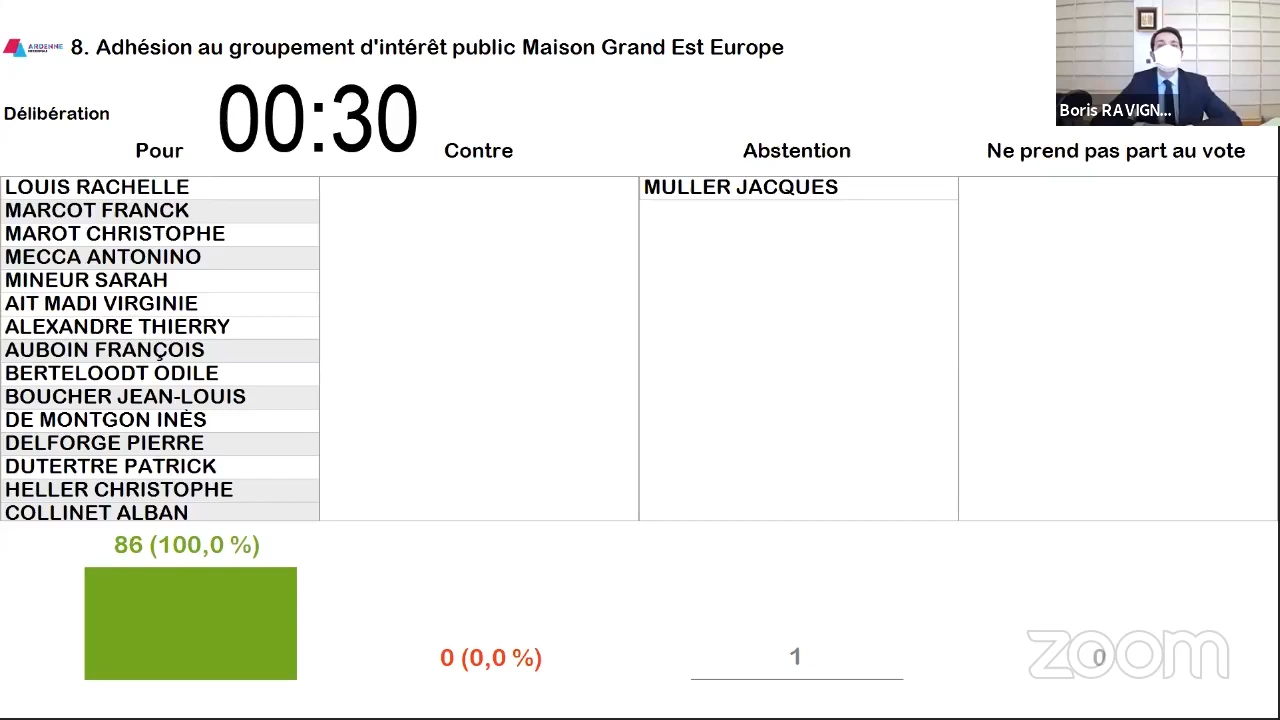 ARDENNE
8. Adhésion au groupement d'intérêt public Maison Grand Est Europe
Boris RAVIGN...
Délibération
00:30
Pour
Contre
Abstention
Ne prend pas part au vote
LOUIS RACHELLE
MARCOT FRANCK
MAROT CHRISTOPHE
MECCA ANTONINO
MINEUR SARAH
AIT MADI VIRGINIE
ALEXANDRE THIERRY
AUBOIN FRANÇOIS
BERTELOODT ODILE
BOUCHER JEAN-LOUIS
DE MONTGON INÈS
DELFORGE PIERRE
DUTERTRE PATRICK
HELLER CHRISTOPHE
COLLINET ALBAN
MULLER JACQUES
86 (100,0 %)
0 (0,0 %)
1
0
zoom